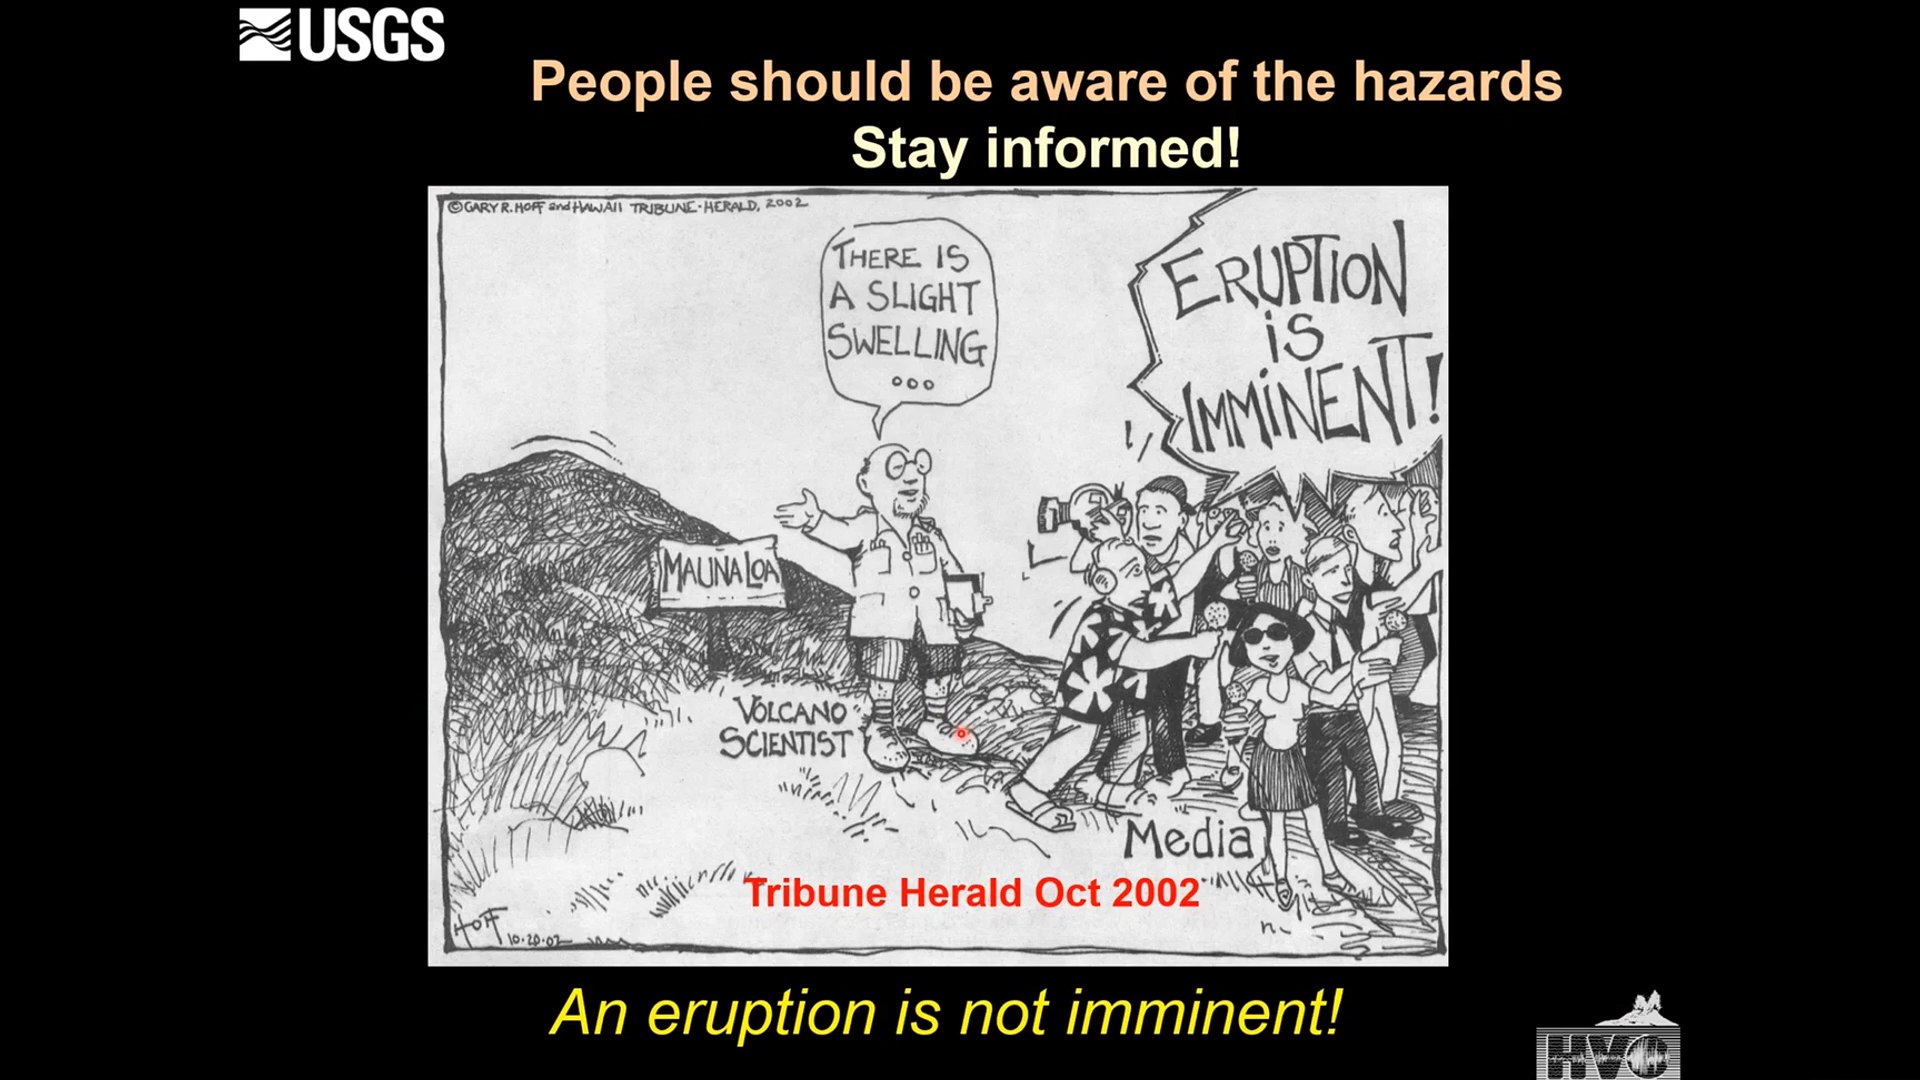 USGS
People should be aware of the hazards
Stay informed!
©GARY R. HOFF and HAWAII TRIBUNE-HERALD, 2002
THERE IS
A SLIGHT
SWELLING
...
ERUPTION
iS
IMMiNENT!
MAUNA LOA
VOLCANO
SCIENTIST
Media
Tribune Herald Oct 2002
HOFF
10.20.02
An eruption is not imminent!
HVO